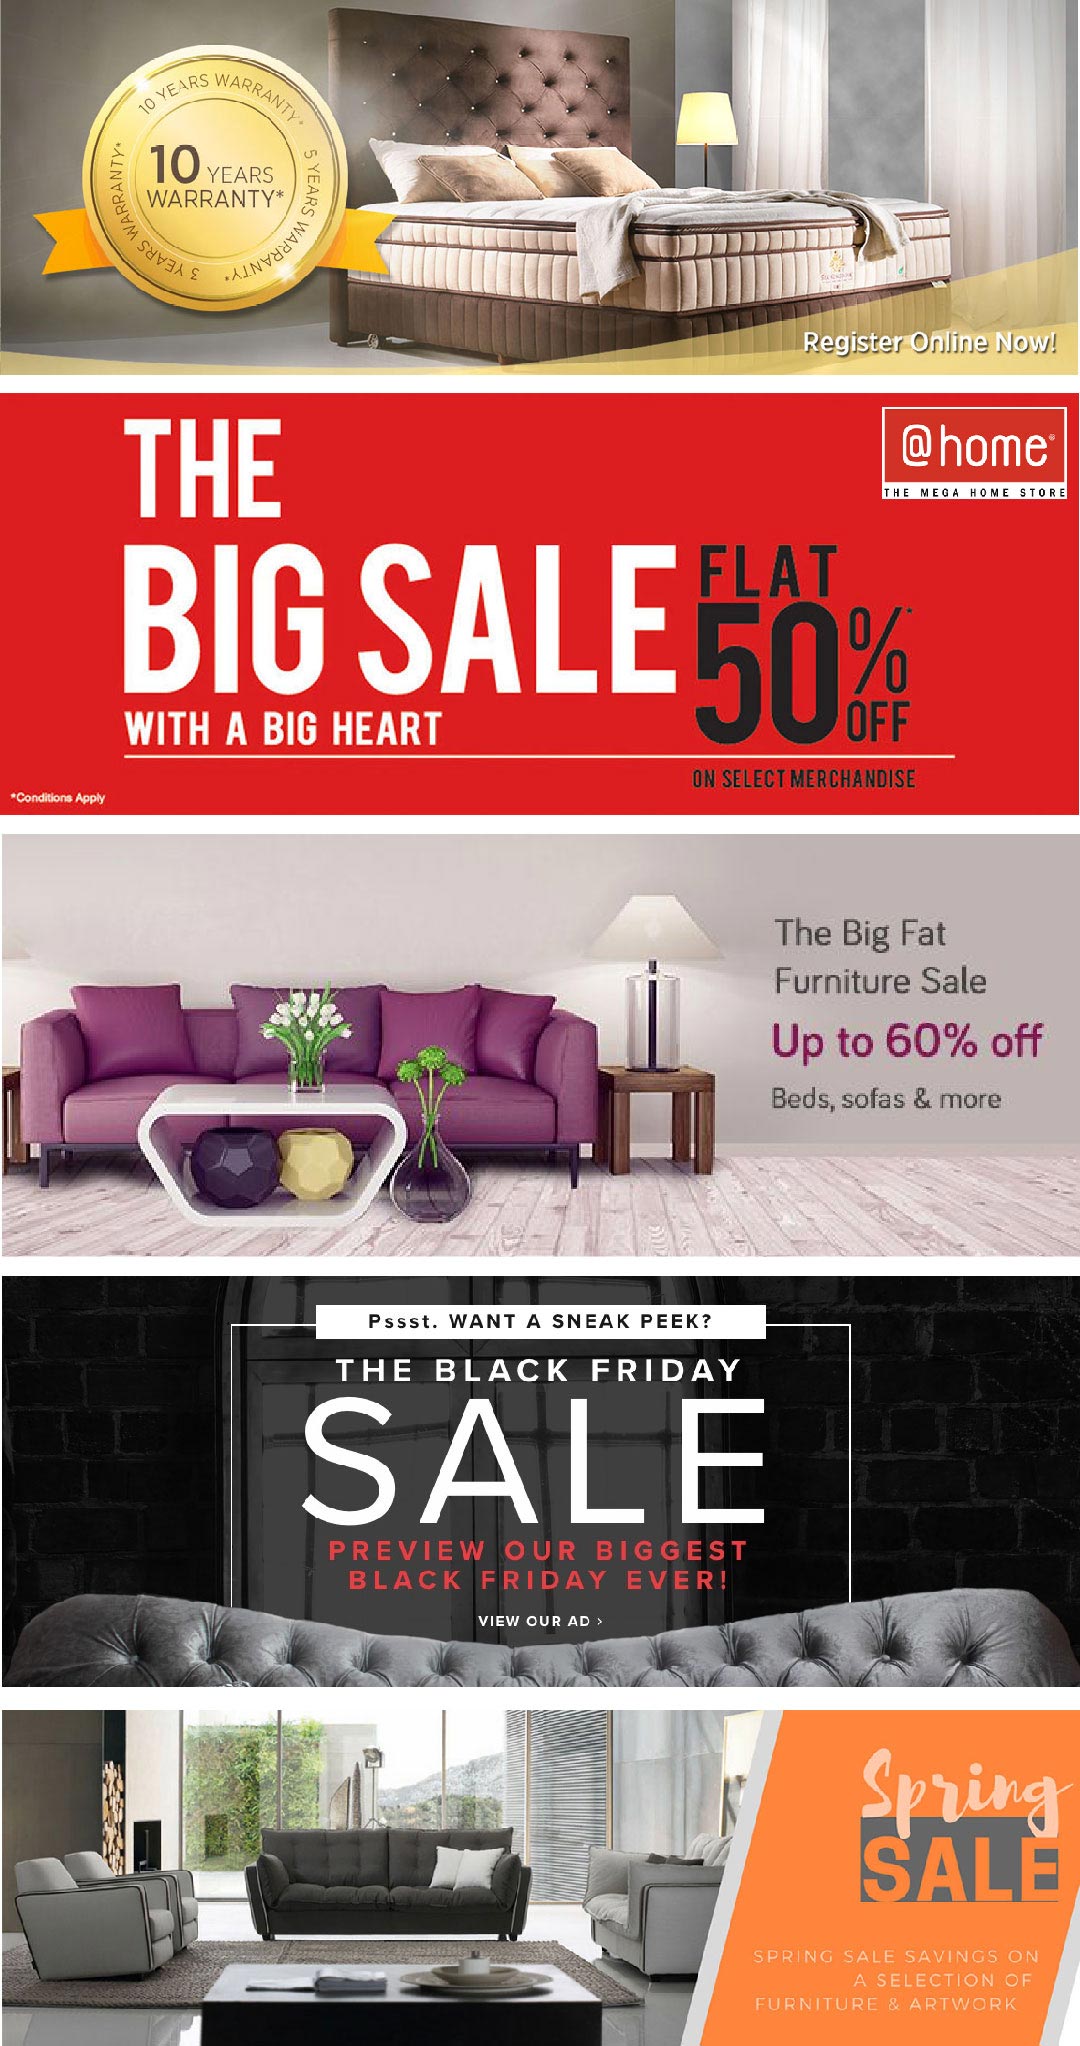 10 YEARS WARRANTY*
5 YEARS WARRANTY*
3 YEARS WARRANTY*
10 YEARS
WARRANTY*
Register Online Now!
@home®
THE MEGA HOME STORE
THE
BIG SALE
WITH A BIG HEART
FLAT
50%*
OFF
ON SELECT MERCHANDISE
*Conditions Apply
The Big Fat
Furniture Sale
Up to 60% off
Beds, sofas & more
Pssst. WANT A SNEAK PEEK?
THE BLACK FRIDAY
SALE
PREVIEW OUR BIGGEST
BLACK FRIDAY EVER!
VIEW OUR AD >
Spring
SALE
SPRING SALE SAVINGS ON
A SELECTION OF
FURNITURE & ARTWORK